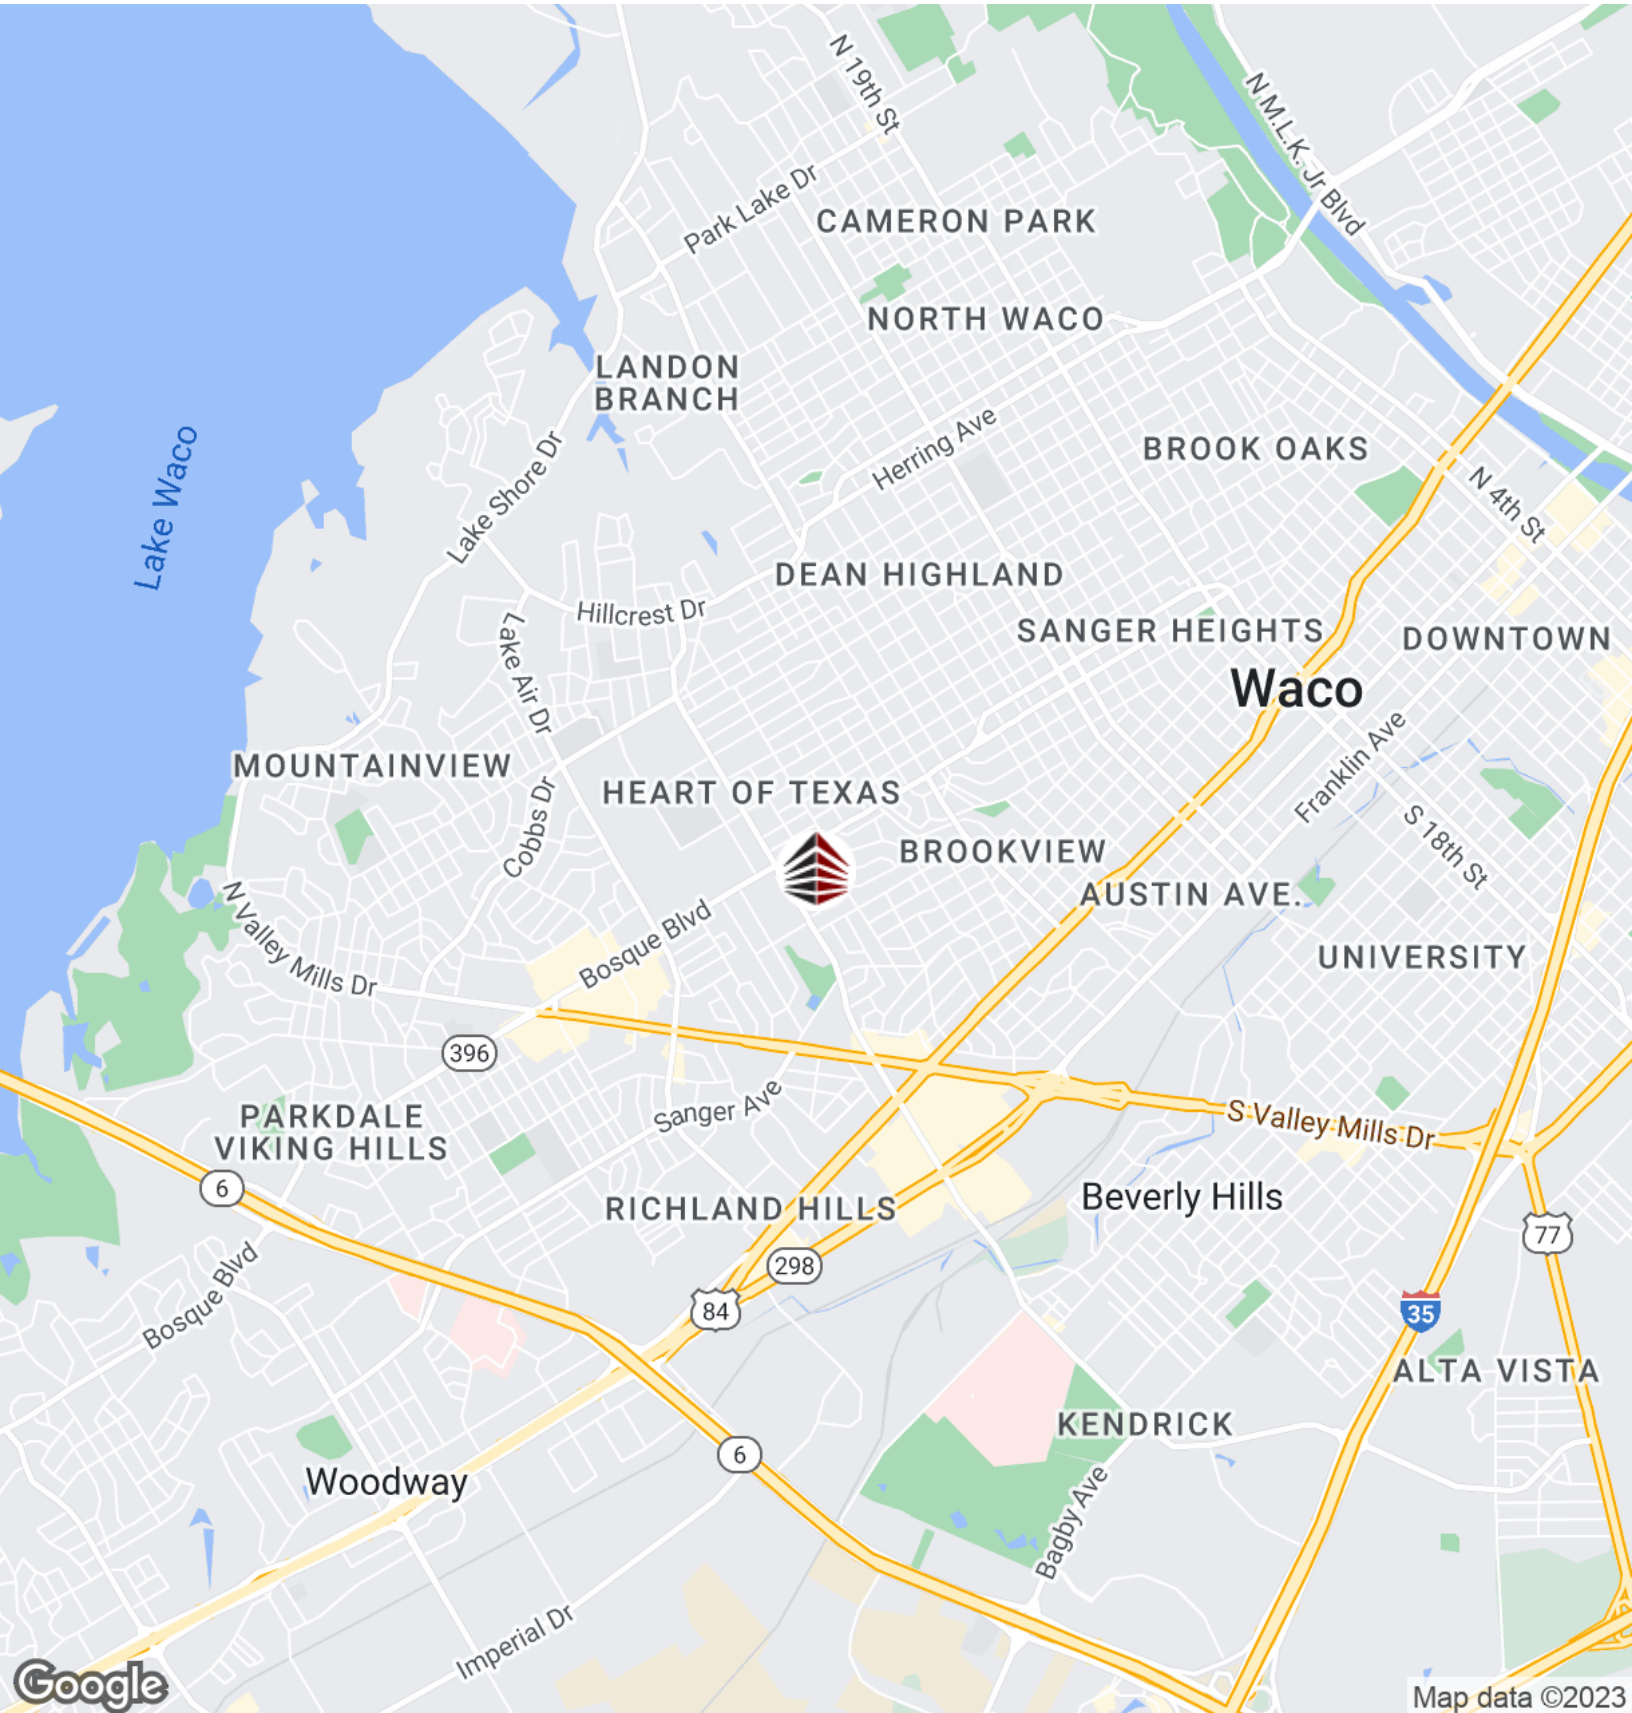 N 19th St
N M.L.K. Jr Blvd
Park Lake Dr
CAMERON PARK
NORTH WACO
LANDON
BRANCH
Herring Ave
BROOK OAKS
Lake Waco
Lake Shore Dr
N 4th St
DEAN HIGHLAND
Hillcrest Dr
SANGER HEIGHTS
DOWNTOWN
Lake Air Dr
Waco
Franklin Ave
MOUNTAINVIEW
HEART OF TEXAS
Cobbs Dr
BROOKVIEW
S 18th St
AUSTIN AVE.
N Valley Mills Dr
Bosque Blvd
UNIVERSITY
396
Sanger Ave
PARKDALE
VIKING HILLS
S Valley Mills Dr
6
RICHLAND HILLS
Beverly Hills
77
298
84
35
Bosque Blvd
ALTA VISTA
KENDRICK
6
Woodway
Bagby Ave
Imperial Dr
Google
Map data ©2023